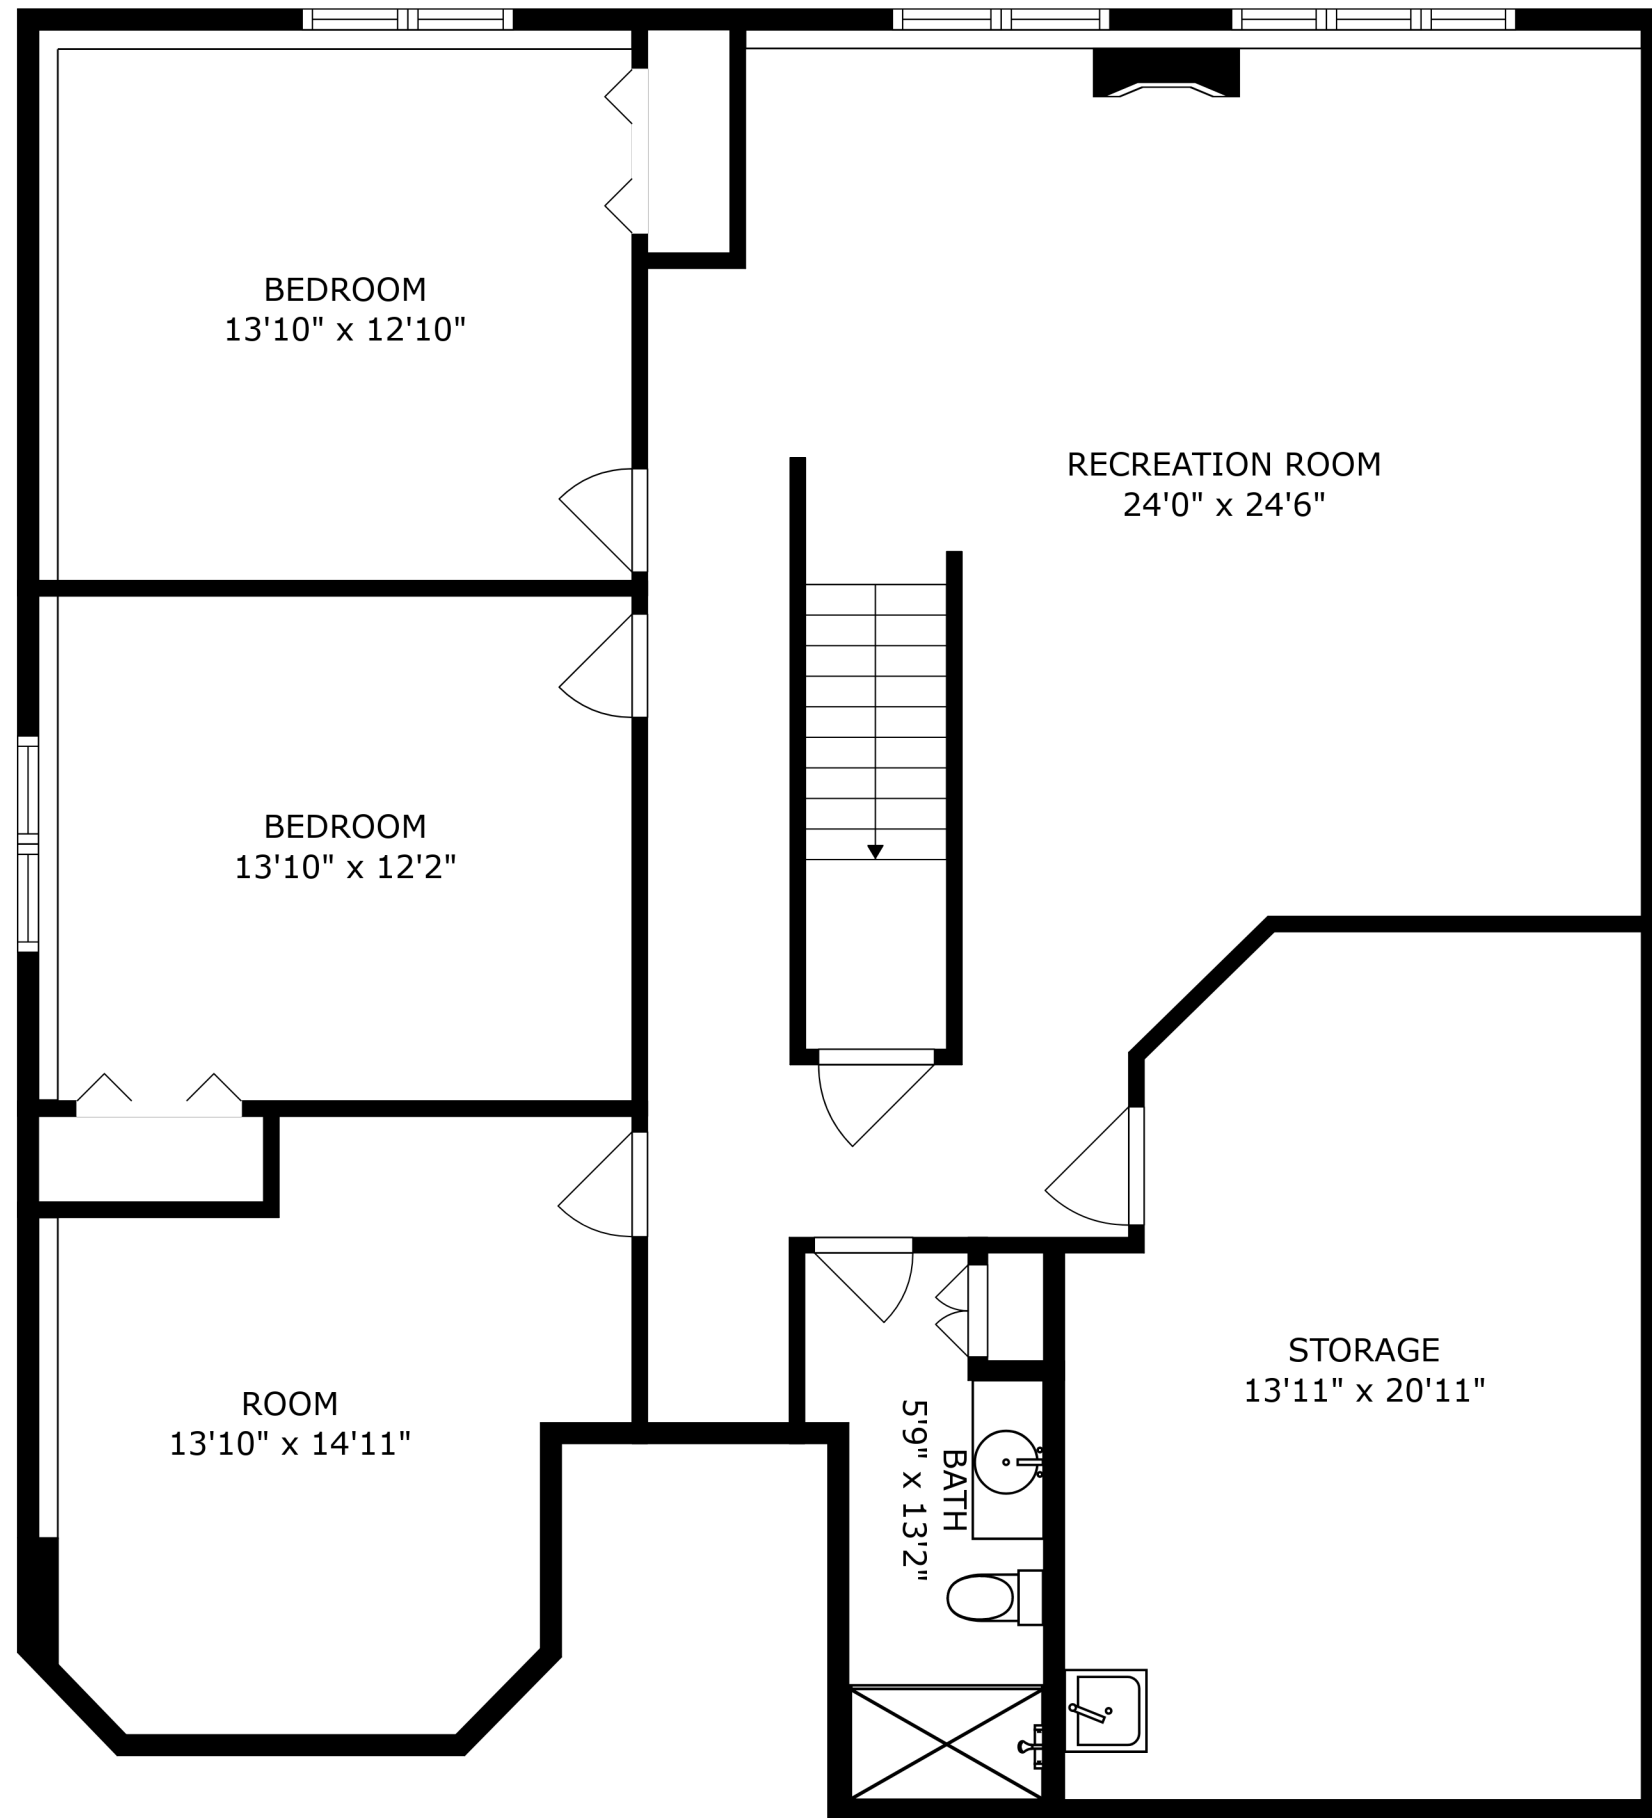 BEDROOM
13'10" x 12'10"
RECREATION ROOM
24'0" x 24'6"
BEDROOM
13'10" x 12'2"
STORAGE
13'11" x 20'11"
ROOM
13'10" x 14'11"
BATH
5'9" x 13'2"